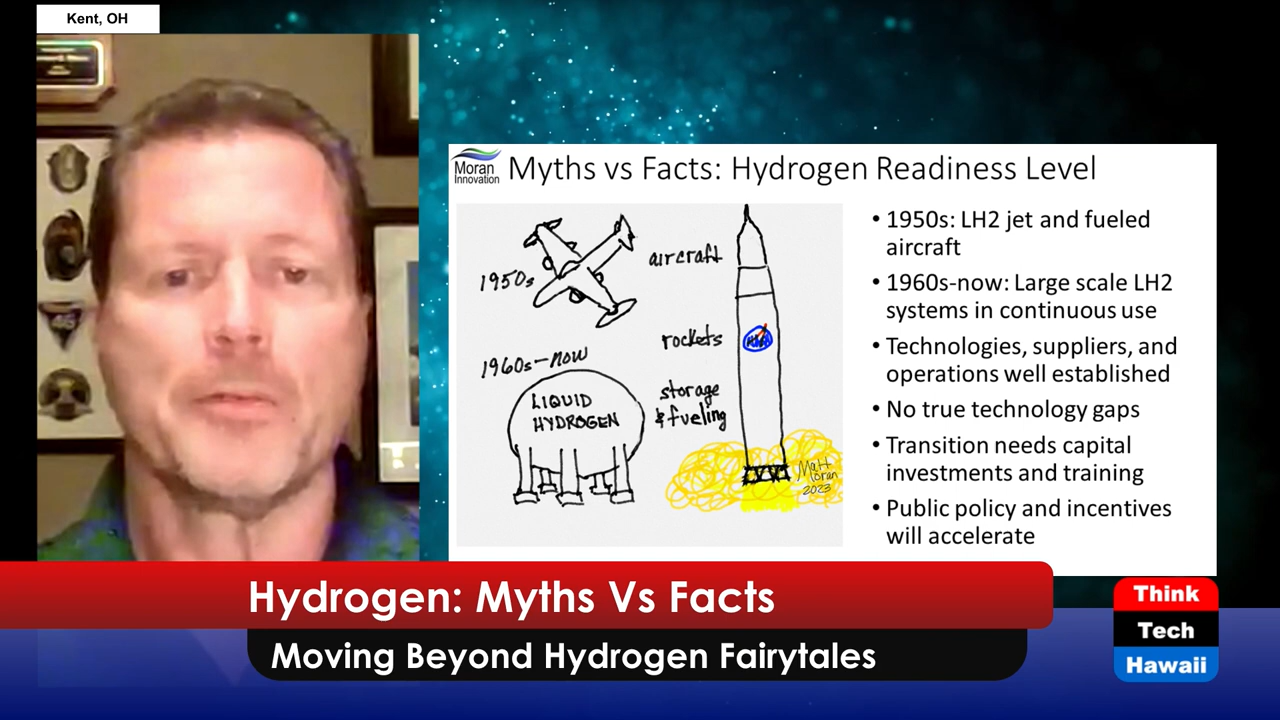 Kent, OH
Moran
Innovation
Myths vs Facts: Hydrogen Readiness Level
1950s
aircraft
rockets
1960s-now
storage
& fueling
LIQUID
HYDROGEN
Matt
Moran
2023
• 1950s: LH2 jet and fueled
aircraft
• 1960s-now: Large scale LH2
systems in continuous use
• Technologies, suppliers, and
operations well established
• No true technology gaps
• Transition needs capital
investments and training
• Public policy and incentives
will accelerate
Hydrogen: Myths Vs Facts
Moving Beyond Hydrogen Fairytales
Think
Tech
Hawaii